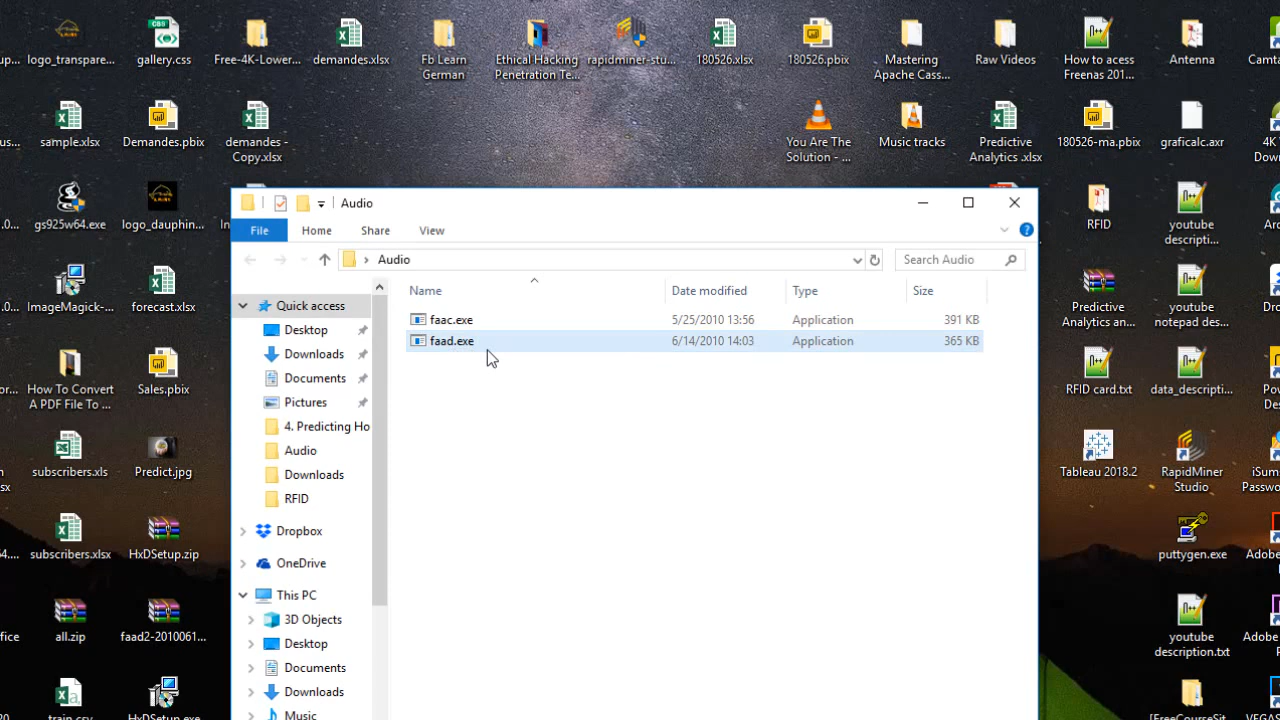 logo_transpare...
gallery.css
Free-4K-Lower...
demandes.xlsx
Fb Learn
German
Ethical Hacking
Penetration Te...
rapidminer-stu...
180526.xlsx
180526.pbix
Mastering
Apache Cass...
Raw Videos
How to acess
Freenas 201...
Antenna
sample.xlsx
Demandes.pbix
demandes -
Copy.xlsx
You Are The
Solution - ...
Music tracks
Predictive
Analytics .xlsx
180526-ma.pbix
graficalc.axr
4K
gs925w64.exe
logo_dauphin...
Audio
File
Home
Share
View
Audio
Search Audio
Name
Date modified
Type
Size
faac.exe
5/25/2010 13:56
Application
391 KB
faad.exe
6/14/2010 14:03
Application
365 KB
Quick access
Desktop
Downloads
Documents
Pictures
4. Predicting Ho
Audio
Downloads
RFID
Dropbox
OneDrive
This PC
3D Objects
Desktop
Documents
Downloads
Music
RFID
youtube
descripti...
ImageMagick-...
forecast.xlsx
Predictive
Analytics an...
youtube
notepad des...
How To Convert
A PDF File To ...
Sales.pbix
RFID card.txt
data_descripti...
subscribers.xls
Predict.jpg
Tableau 2018.2
RapidMiner
Studio
iSum
Passwo
subscribers.xlsx
HxDSetup.zip
puttygen.exe
Adobe
all.zip
faad2-2010061...
youtube
description.txt
Adobe
train.csv
HxDSetup.exe
[FreeCourseSit
VEGAS